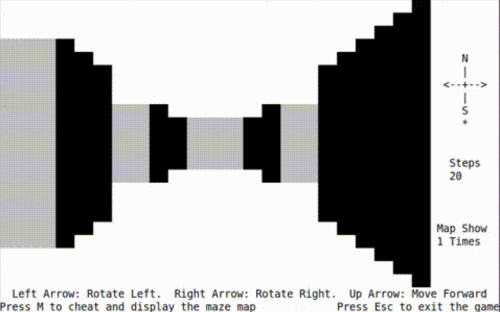 N
|
<--+-->
|
S
*
Steps
20
Map Show
1 Times
Left Arrow: Rotate Left.  Right Arrow: Rotate Right.  Up Arrow: Move Forward
Press M to cheat and display the maze map            Press Esc to exit the game